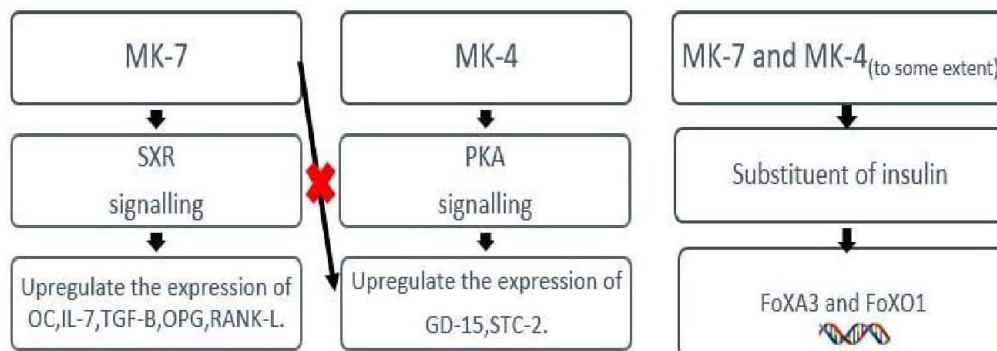 MK-7
SXR
signalling
Upregulate the expression of
OC,IL-7,TGF-B,OPG,RANK-L.
MK-4
PKA
signalling
Upregulate the expression of
GD-15,STC-2.
MK-7 and MK-4(to some extent)
Substituent of insulin
FoXA3 and FoXO1